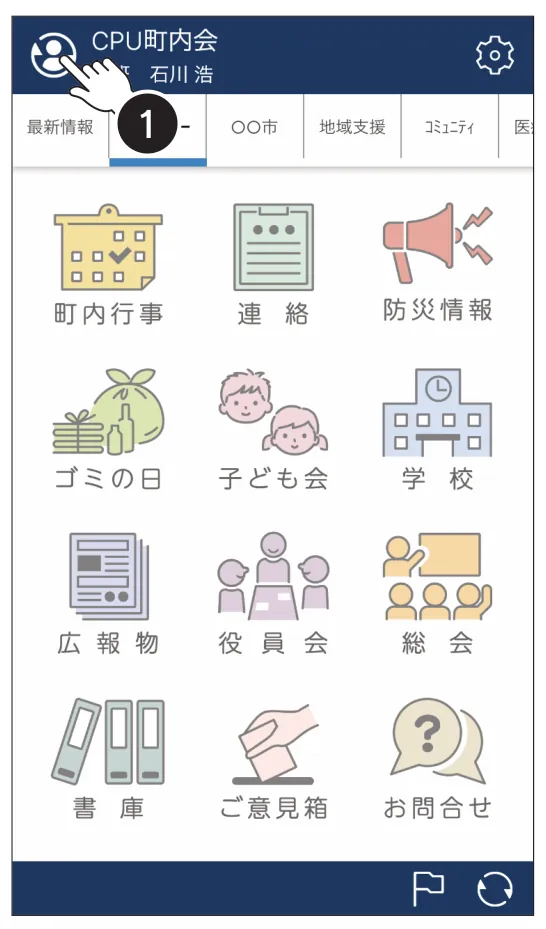 CPU町内会
石川 浩
1
最新情報
〇〇市
地域支援
コミュニティ
医
町内行事
連 絡
防災情報
ゴミの日
子ども会
学 校
広 報 物
役 員 会
総 会
書 庫
ご意見箱
お問合せ
?